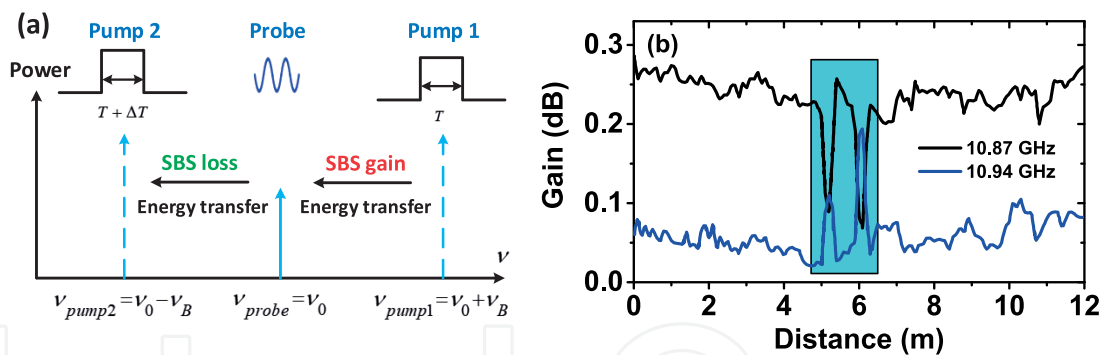 (a)
Pump 2
Probe
Pump 1
Power
T + ΔT
T
SBS loss
SBS gain
Energy transfer
Energy transfer
ν
ν_pump2=ν_0−ν_B
ν_probe=ν_0
ν_pump1=ν_0+ν_B
(b)
Gain (dB)
0.3
0.2
0.1
0.0
10.87 GHz
10.94 GHz
0 2 4 6 8 10 12
Distance (m)